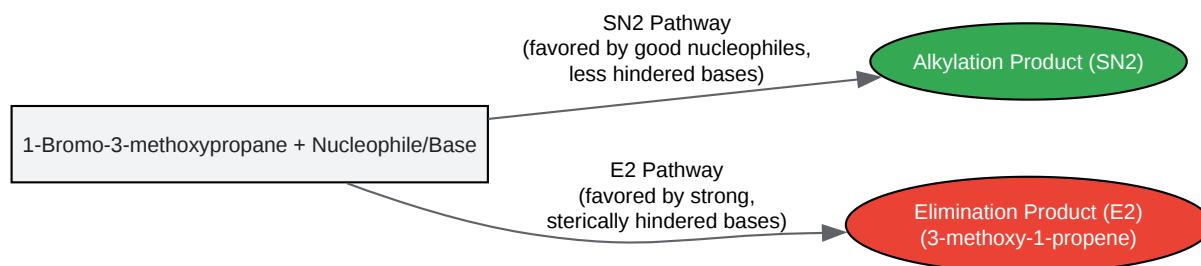 SN2 Pathway
(favored by good nucleophiles,
less hindered bases)
Alkylation Product (SN2)
1-Bromo-3-methoxypropane + Nucleophile/Base
E2 Pathway
(favored by strong,
sterically hindered bases)
Elimination Product (E2)
(3-methoxy-1-propene)